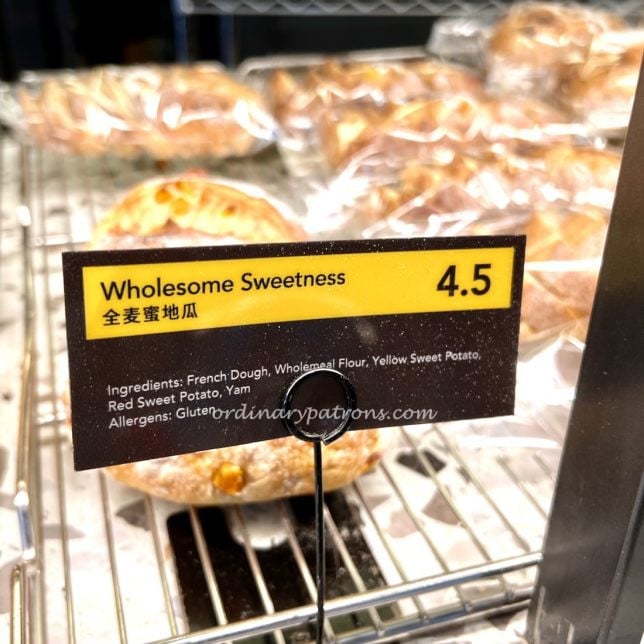 Wholesome Sweetness 4.5
全麦蜜地瓜
Ingredients: French Dough, Wholemeal Flour, Yellow Sweet Potato,
Red Sweet Potato, Yam
Allergens: Gluten
ordinarypatrons.com